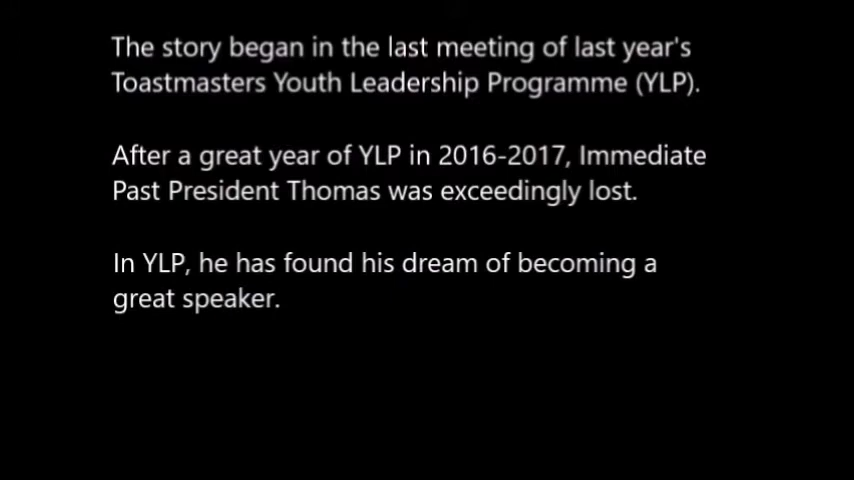 The story began in the last meeting of last year's
Toastmasters Youth Leadership Programme (YLP).
After a great year of YLP in 2016-2017, Immediate
Past President Thomas was exceedingly lost.
In YLP, he has found his dream of becoming a
great speaker.